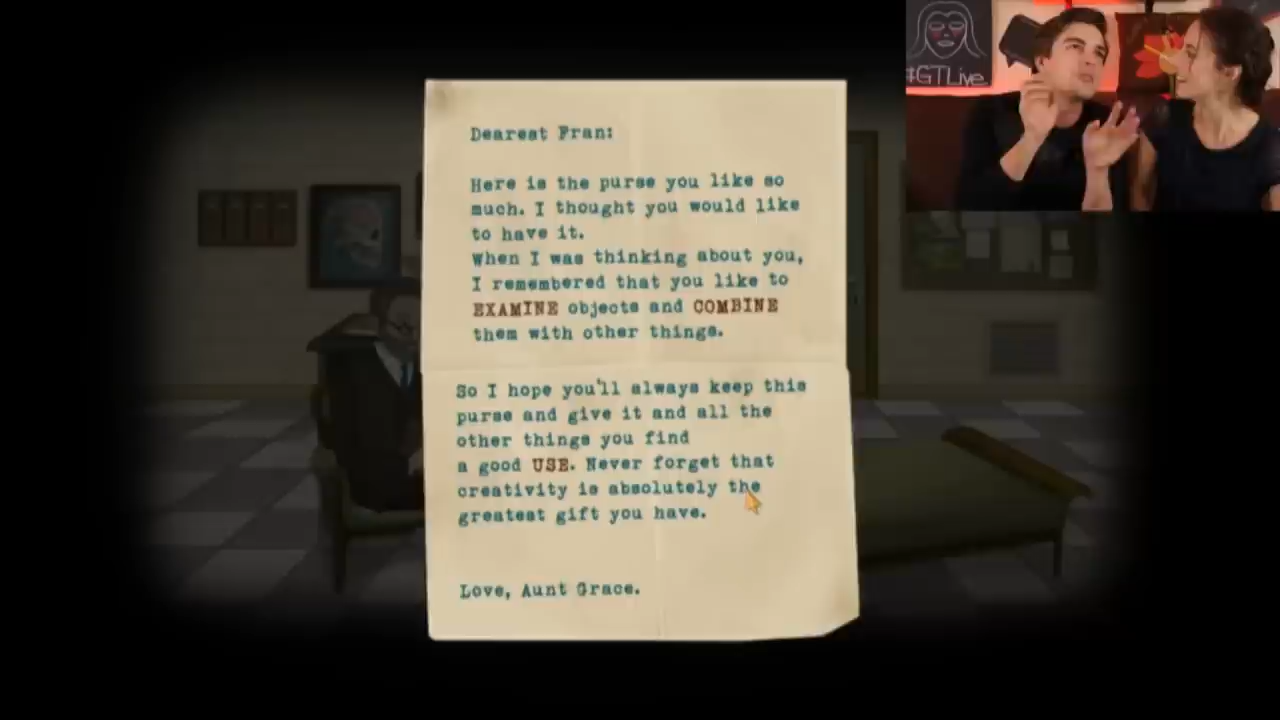 #GTLive
Dearest Fran:
Here is the purse you like so
much. I thought you would like
to have it.
When I was thinking about you,
I remembered that you like to
EXAMINE objects and COMBINE
them with other things.
So I hope you'll always keep this
purse and give it and all the
other things you find
a good USE. Never forget that
creativity is absolutely the
greatest gift you have.
Love, Aunt Grace.